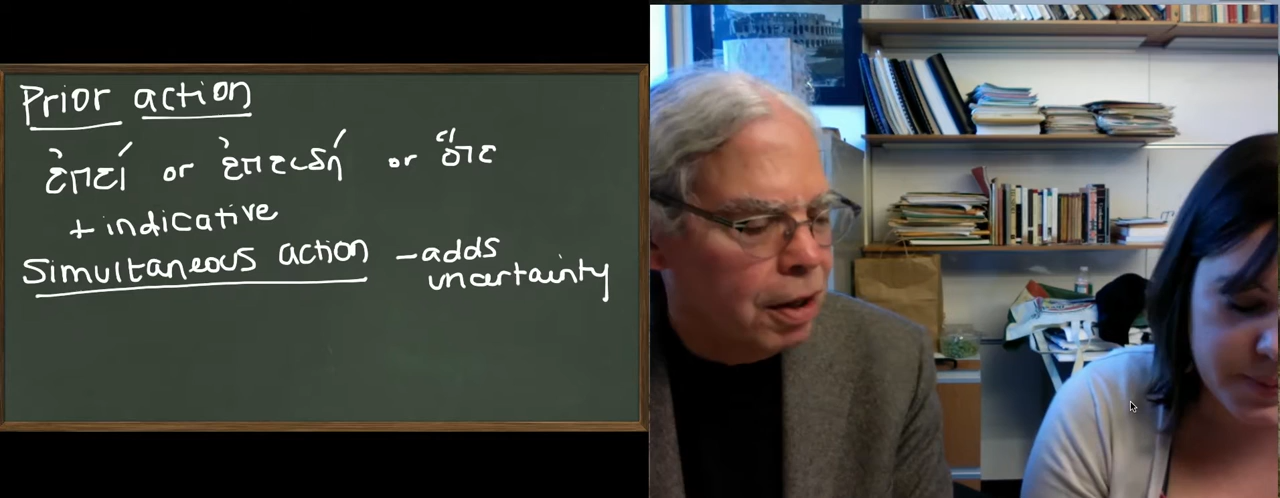 Prior action
ἐπεί or ἐπειδή or ὅτε
+ indicative
Simultaneous action – adds
uncertainty